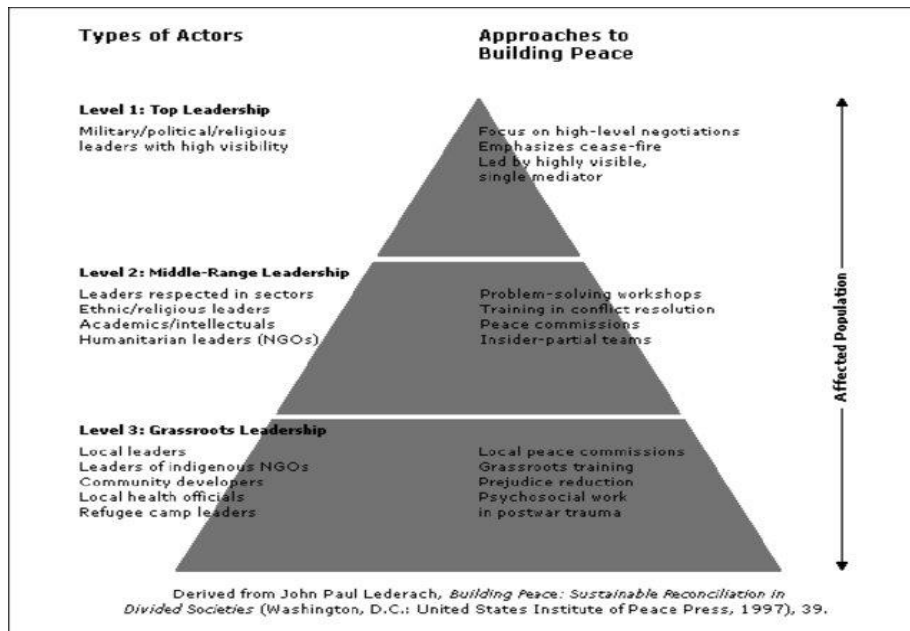 Types of Actors
Approaches to
Building Peace
Level 1: Top Leadership
Military/political/religious
leaders with high visibility
Focus on high-level negotiations
Emphasizes cease-fire
Led by highly visible,
single mediator
Level 2: Middle-Range Leadership
Leaders respected in sectors
Ethnic/religious leaders
Academics/intellectuals
Humanitarian leaders (NGOs)
Problem-solving workshops
Training in conflict resolution
Peace commissions
Insider-partial teams
Level 3: Grassroots Leadership
Local leaders
Leaders of indigenous NGOs
Community developers
Local health officials
Refugee camp leaders
Local peace commissions
Grassroots training
Prejudice reduction
Psychosocial work
in postwar trauma
Affected Population
Derived from John Paul Lederach, Building Peace: Sustainable Reconciliation in
Divided Societies (Washington, D.C.: United States Institute of Peace Press, 1997), 39.